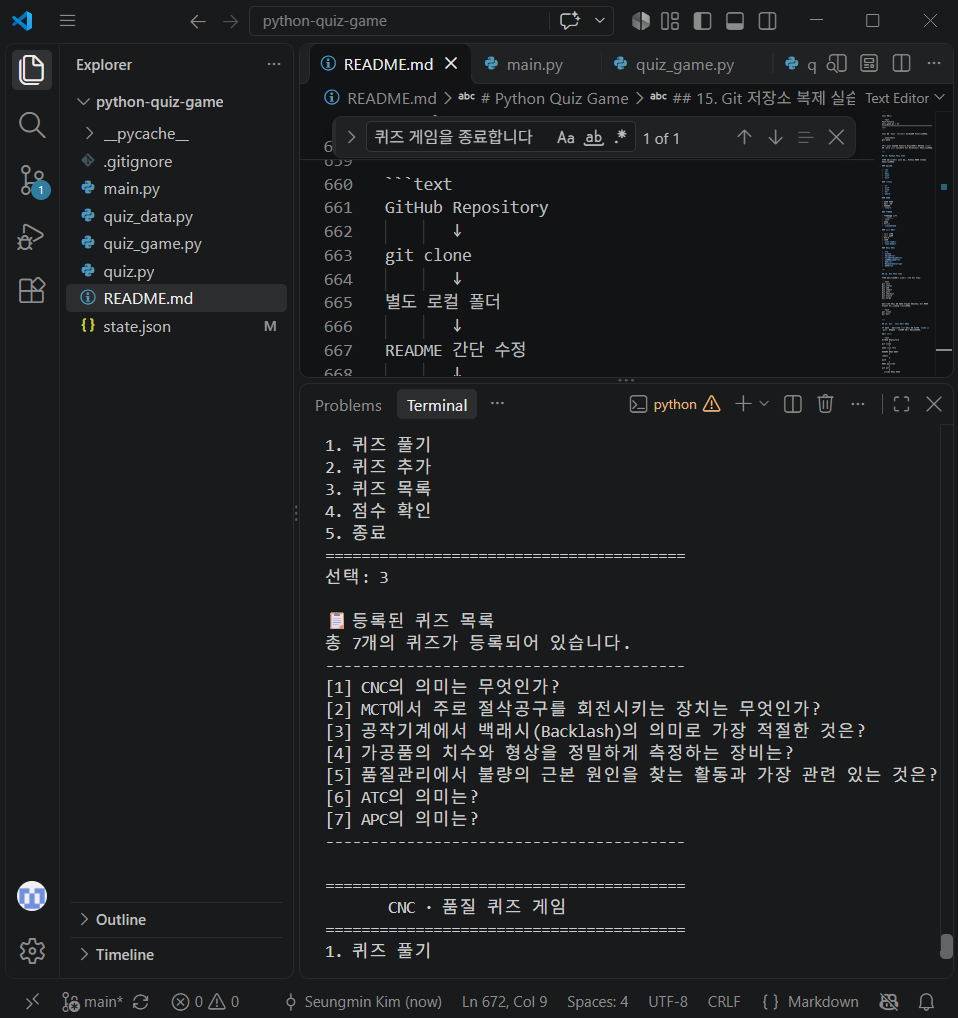 python-quiz-game
Explorer
python-quiz-game
__pycache__
.gitignore
main.py
quiz_data.py
quiz_game.py
quiz.py
README.md
state.json M
1
Outline
Timeline
README.md
main.py
quiz_game.py
q
README.md > # Python Quiz Game > ## 15. Git 저장소 복제 실습
Text Editor
퀴즈 게임을 종료합니다 Aa ab .* 1 of 1
659
660 ```text
661 GitHub Repository
662 ↓
663 git clone
664 ↓
665 별도 로컬 폴더
666 ↓
667 README 간단 수정
668 ↓
Problems Terminal ···
python
1. 퀴즈 풀기
2. 퀴즈 추가
3. 퀴즈 목록
4. 점수 확인
5. 종료
========================================
선택: 3
📋 등록된 퀴즈 목록
총 7개의 퀴즈가 등록되어 있습니다.
----------------------------------------
[1] CNC의 의미는 무엇인가?
[2] MCT에서 주로 절삭공구를 회전시키는 장치는 무엇인가?
[3] 공작기계에서 백래시(Backlash)의 의미로 가장 적절한 것은?
[4] 가공품의 치수와 형상을 정밀하게 측정하는 장비는?
[5] 품질관리에서 불량의 근본 원인을 찾는 활동과 가장 관련 있는 것은?
[6] ATC의 의미는?
[7] APC의 의미는?
----------------------------------------
========================================
CNC · 품질 퀴즈 게임
========================================
1. 퀴즈 풀기
main* 0 0 Seungmin Kim (now) Ln 672, Col 9 Spaces: 4 UTF-8 CRLF { } Markdown